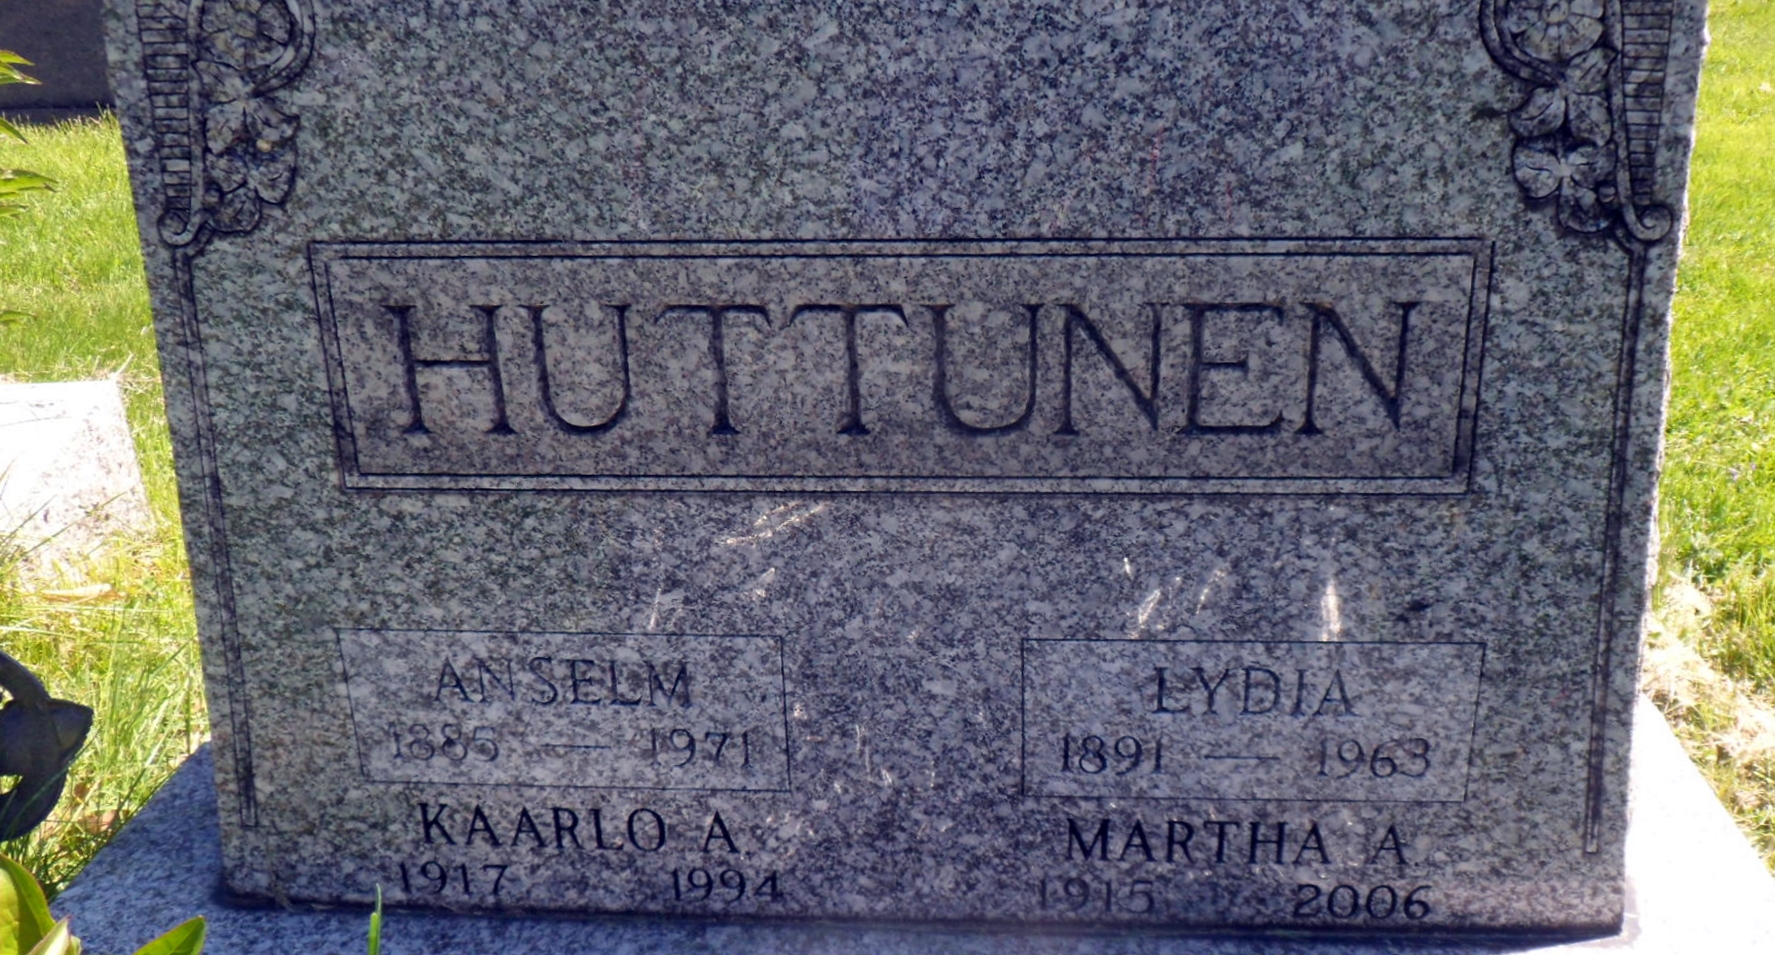 HUTTUNEN
ANSELM
1885 — 1971
LYDIA
1891 — 1963
KAARLO A.
1917 1994
MARTHA A.
1915 2006